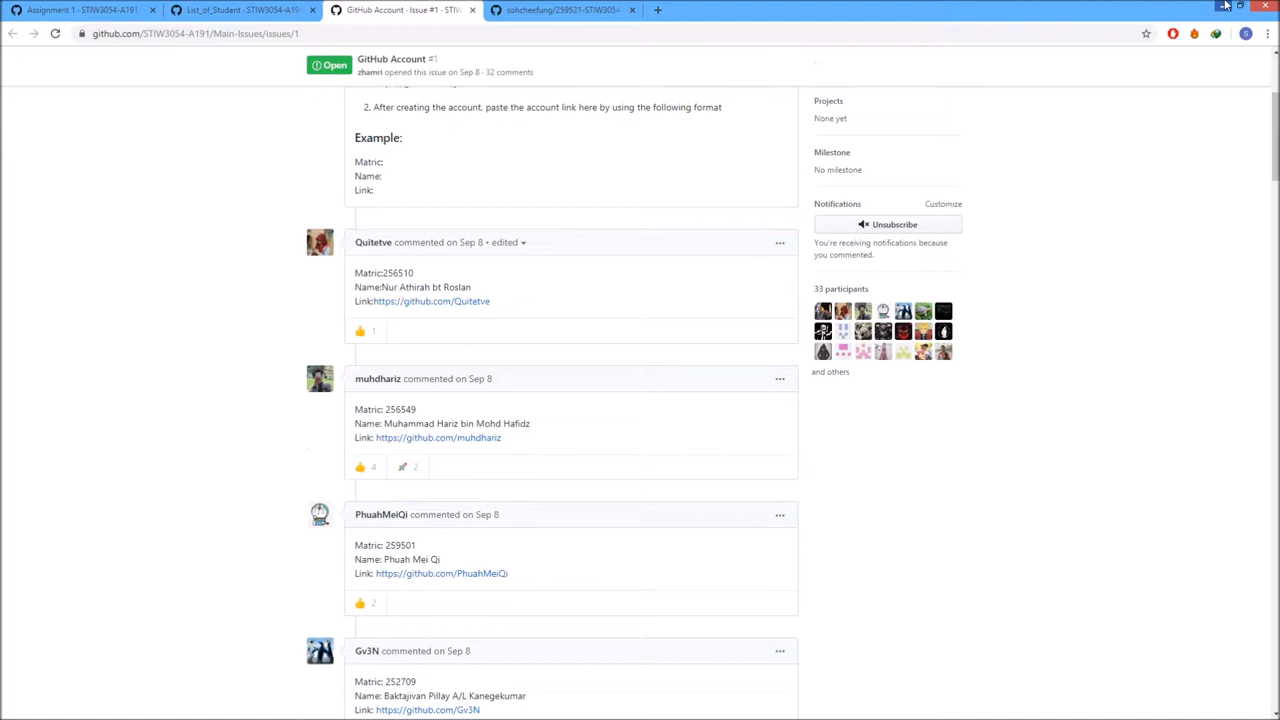 Assignment 1 - STIW3054-A191
List_of_Student - STIW3054-A19
GitHub Account · Issue #1 · STIW
sohcheefung/259521-STIW3054
github.com/STIW3054-A191/Main-Issues/issues/1
S
Open
GitHub Account #1
zhamri opened this issue on Sep 8 · 32 comments
2. After creating the account, paste the account link here by using the following format
Example:
Matric:
Name:
Link:
Quitetve commented on Sep 8 • edited
Matric:256510
Name:Nur Athirah bt Roslan
Link:https://github.com/Quitetve
1
muhdhariz commented on Sep 8
Matric: 256549
Name: Muhammad Hariz bin Mohd Hafidz
Link: https://github.com/muhdhariz
4
2
PhuahMeiQi commented on Sep 8
Matric: 259501
Name: Phuah Mei Qi
Link: https://github.com/PhuahMeiQi
2
Gv3N commented on Sep 8
Matric: 252709
Name: Baktajivan Pillay A/L Kanegekumar
Link: https://github.com/Gv3N
Projects
None yet
Milestone
No milestone
Notifications
Customize
Unsubscribe
You're receiving notifications because
you commented.
33 participants
and others